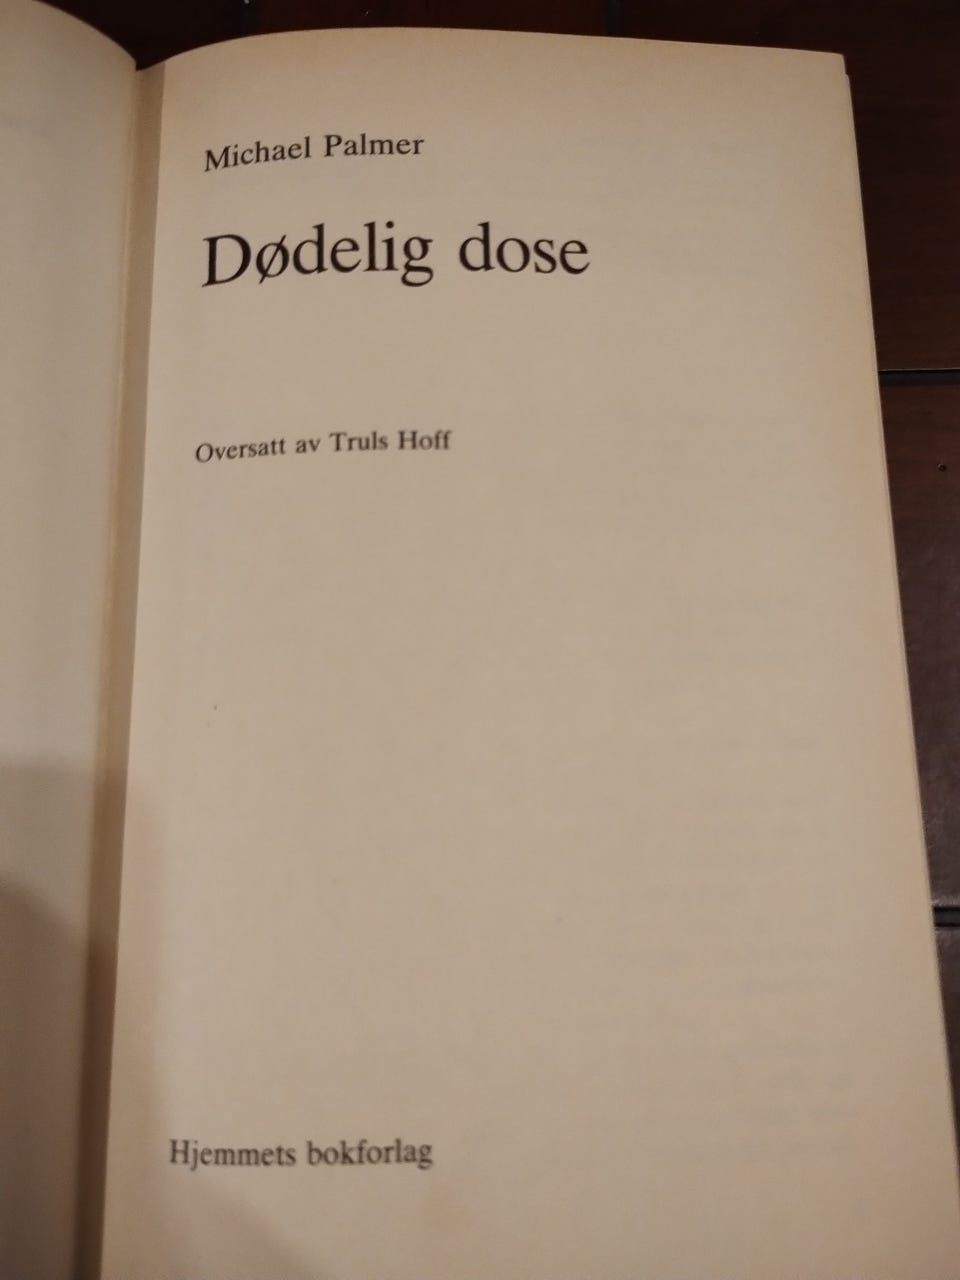 Michael Palmer
Dødelig dose
Oversatt av Truls Hoff
Hjemmets bokforlag